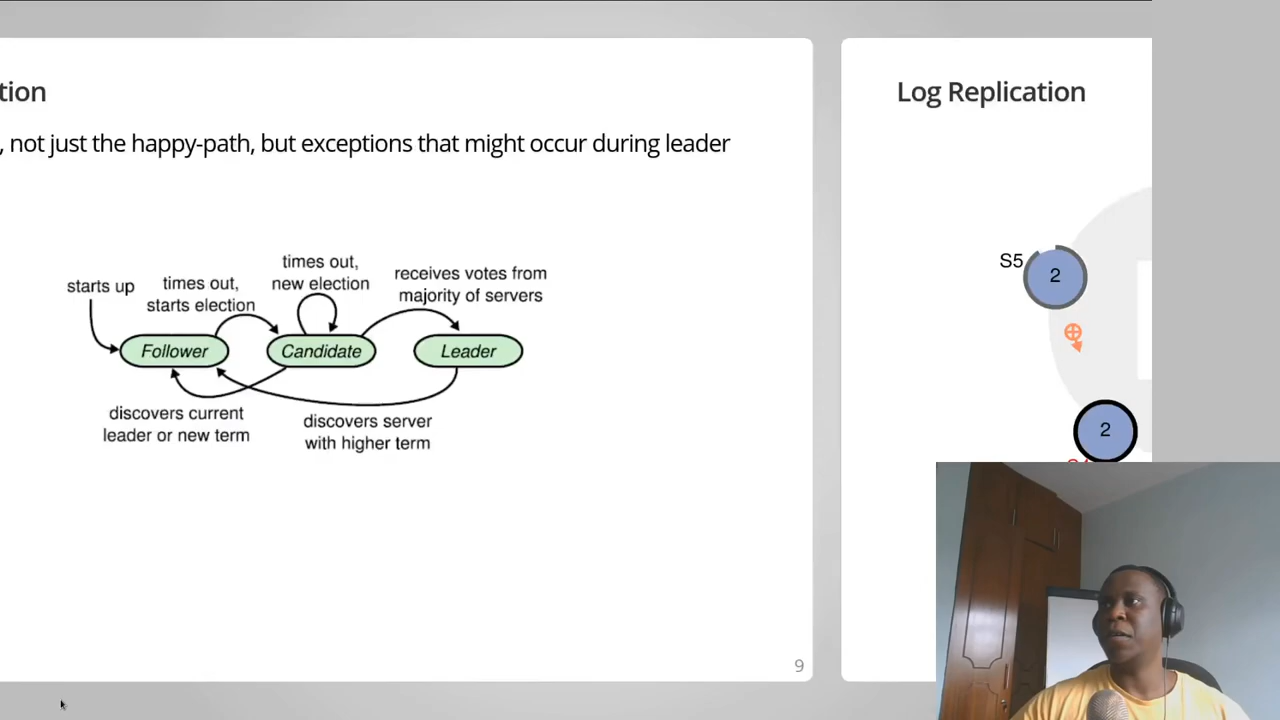 tion
, not just the happy-path, but exceptions that might occur during leader
starts up
times out,
starts election
times out,
new election
receives votes from
majority of servers
Follower
Candidate
Leader
discovers current
leader or new term
discovers server
with higher term
9
Log Replication
S5
2
2